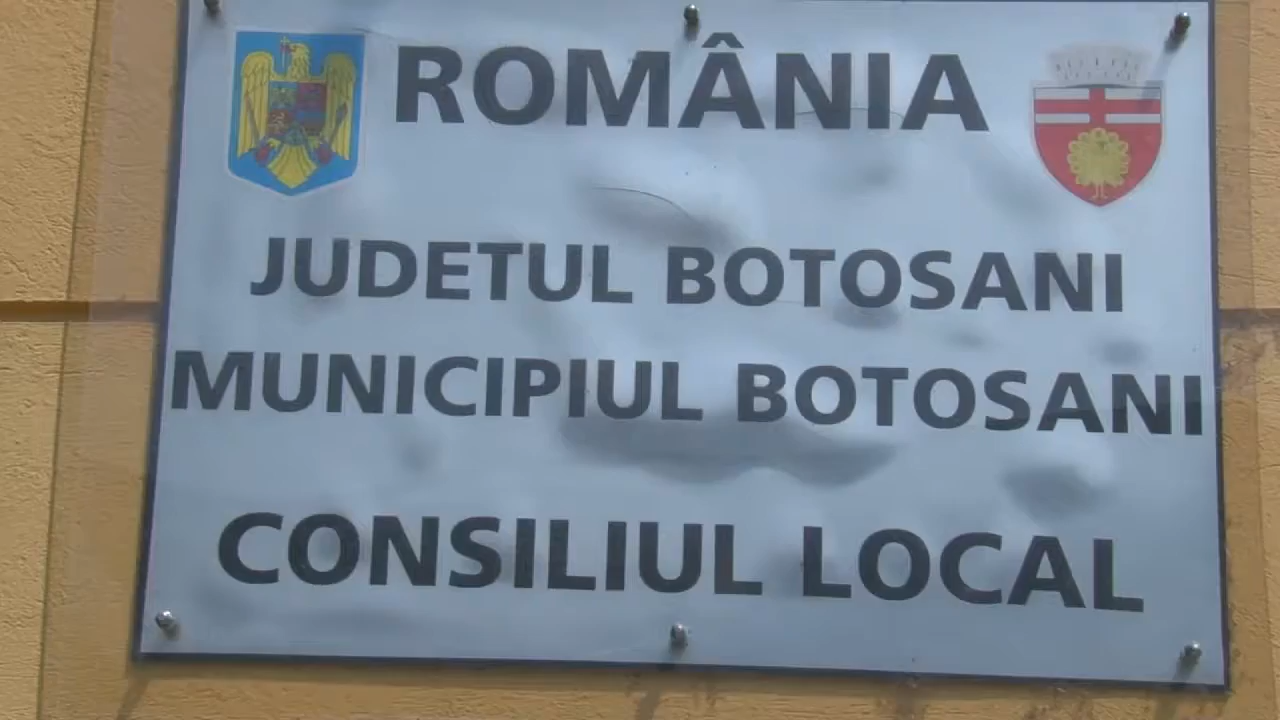 ROMÂNIA
JUDETUL BOTOSANI
MUNICIPIUL BOTOSANI
CONSILIUL LOCAL